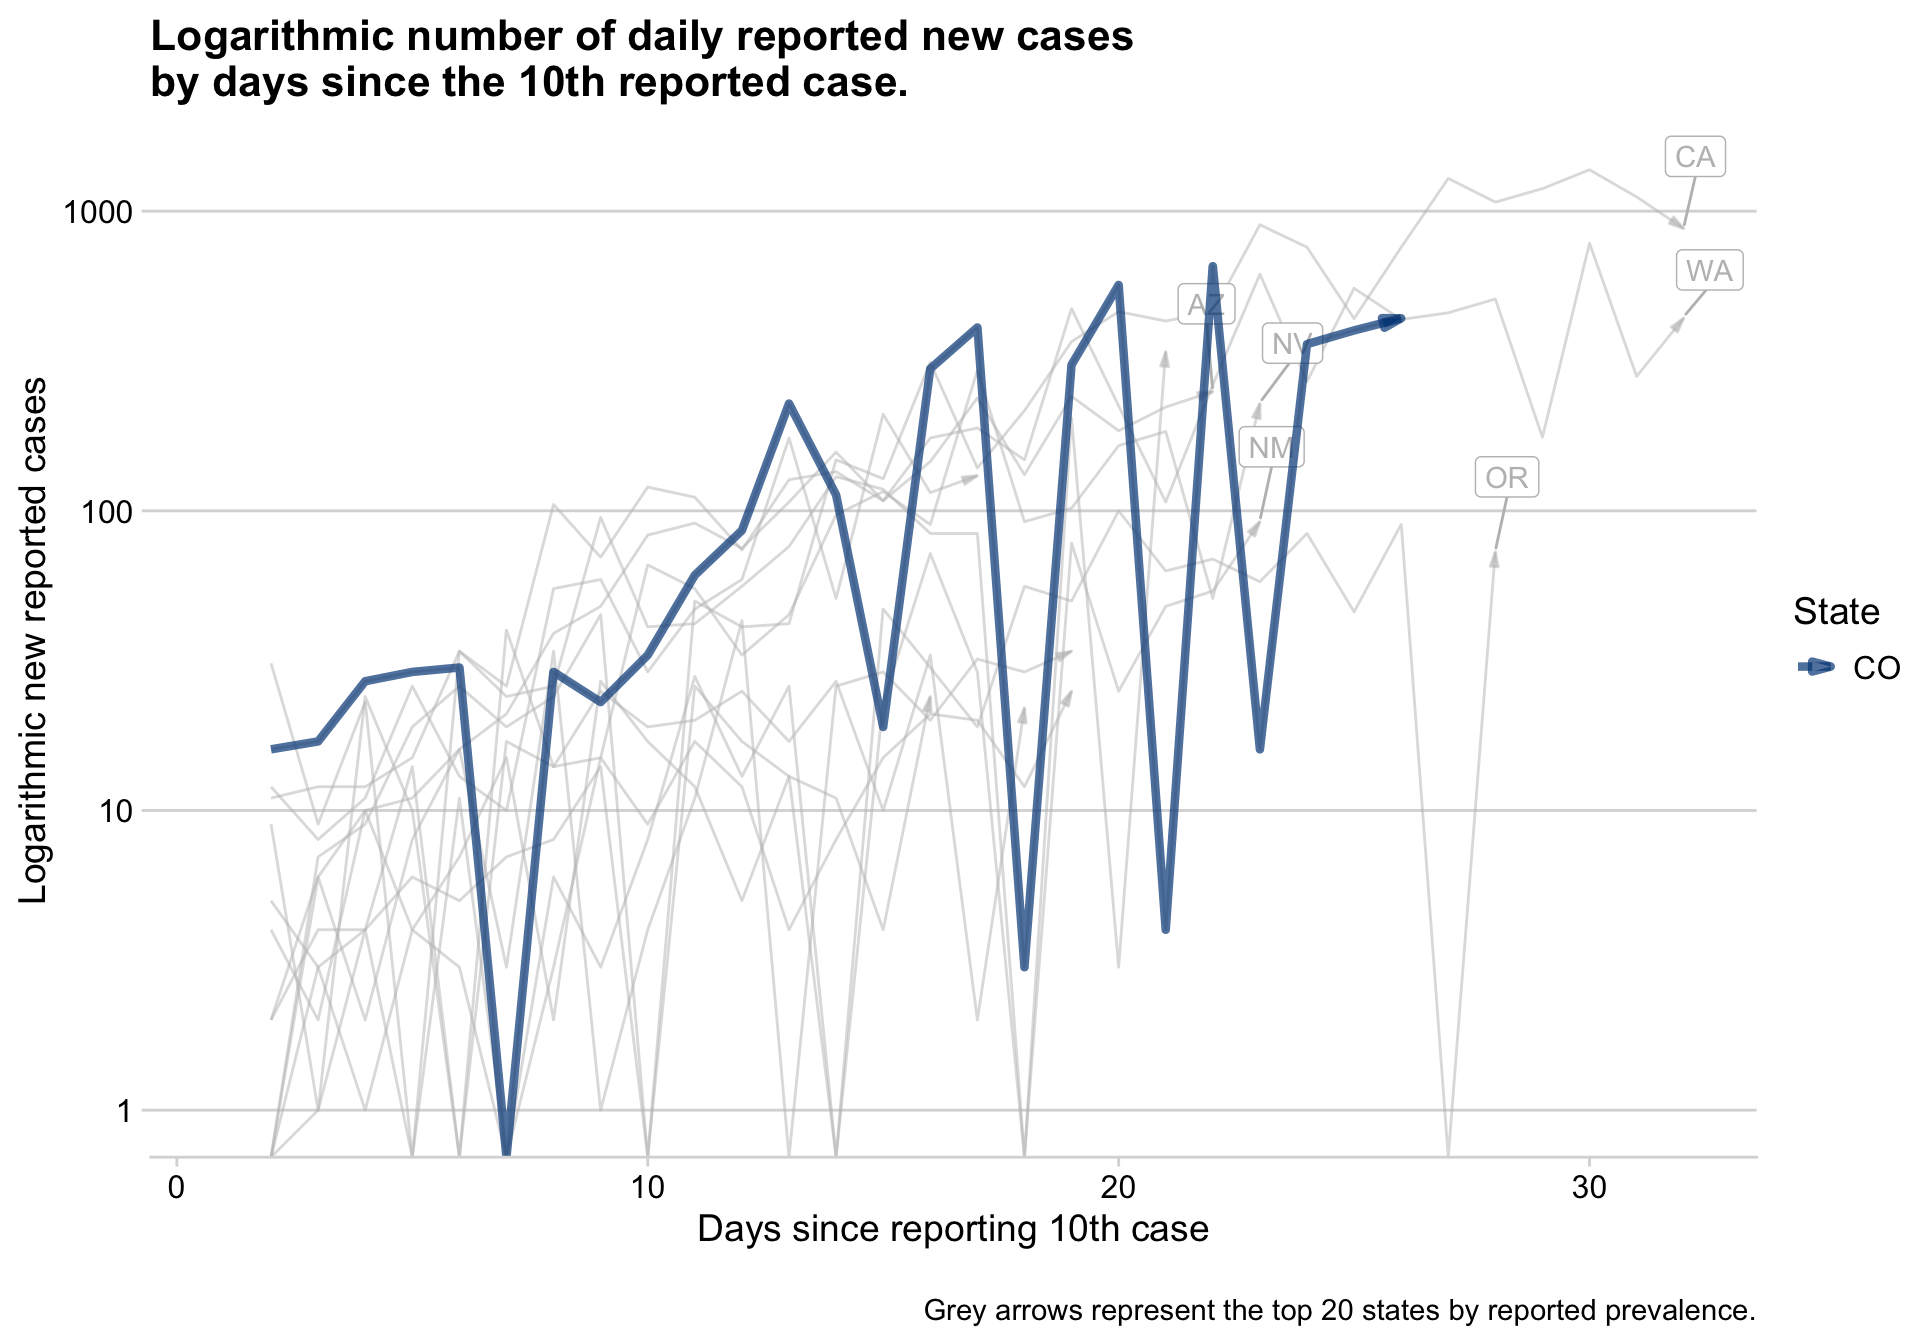 Logarithmic number of daily reported new cases
by days since the 10th reported case.
CA
1000
WA
AZ
NV
NM
OR
100
10
1
Logarithmic new reported cases
State
CO
0 10 20 30
Days since reporting 10th case
Grey arrows represent the top 20 states by reported prevalence.